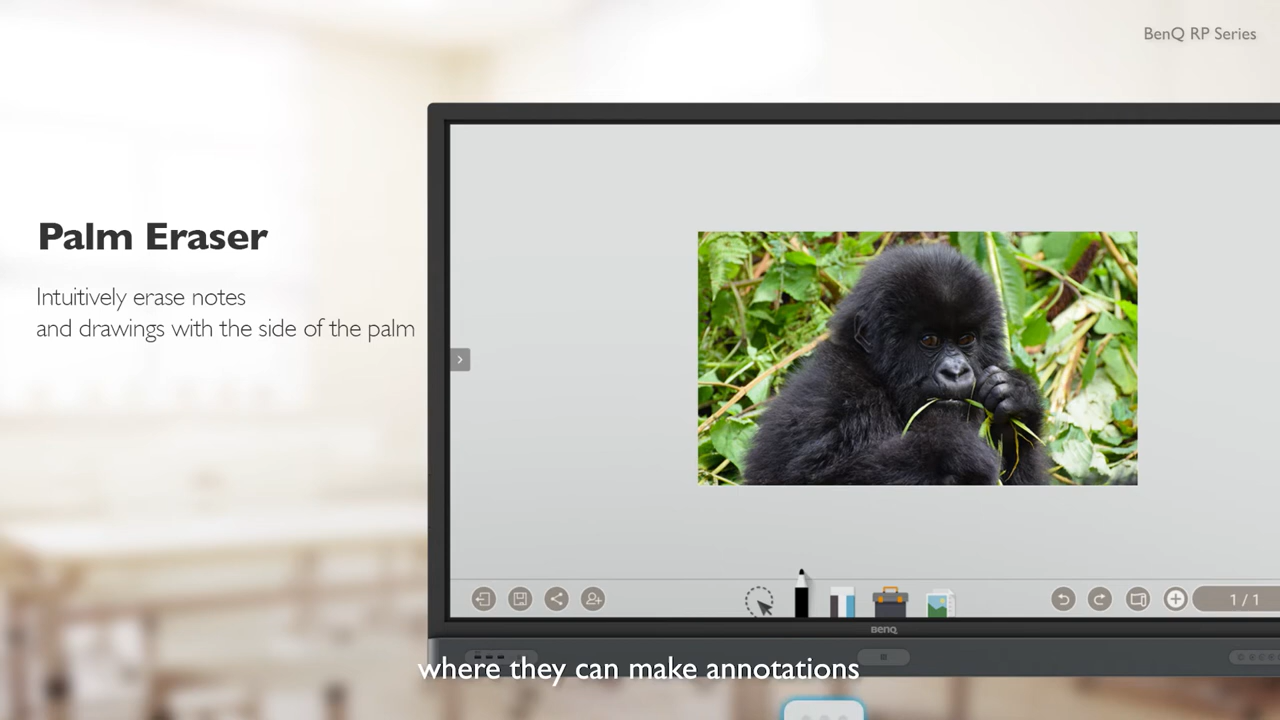 BenQ RP Series
Palm Eraser
Intuitively erase notes
and drawings with the side of the palm
1 / 1
BenQ
where they can make annotations